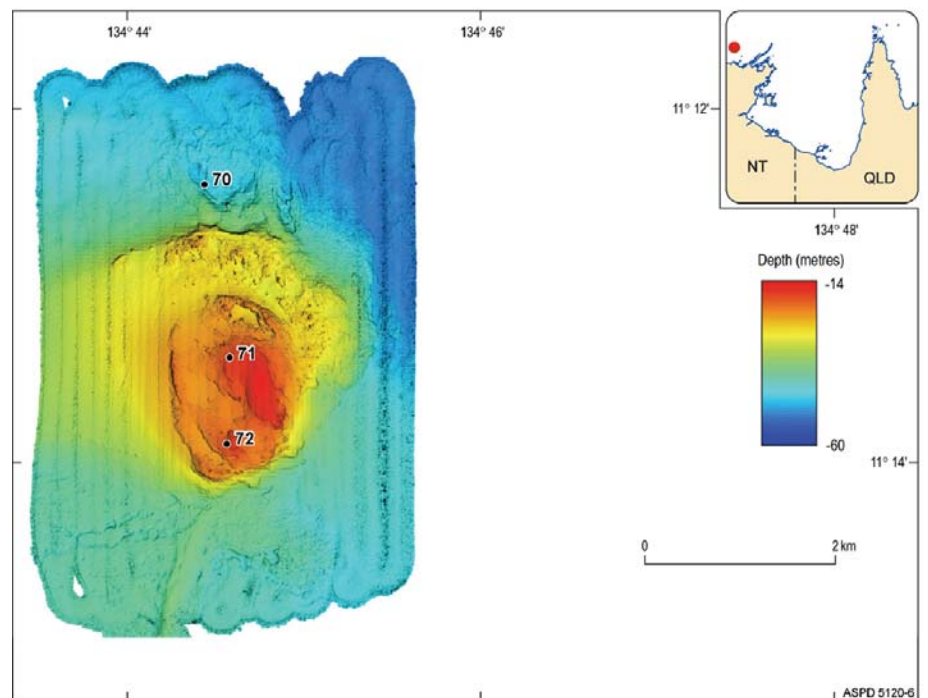 134° 44'
134° 46'
11° 12'
NT
QLD
134° 48'
70
Depth (metres)
-14
71
72
-60
11° 14'
0
2 km
ASPD 5120-6